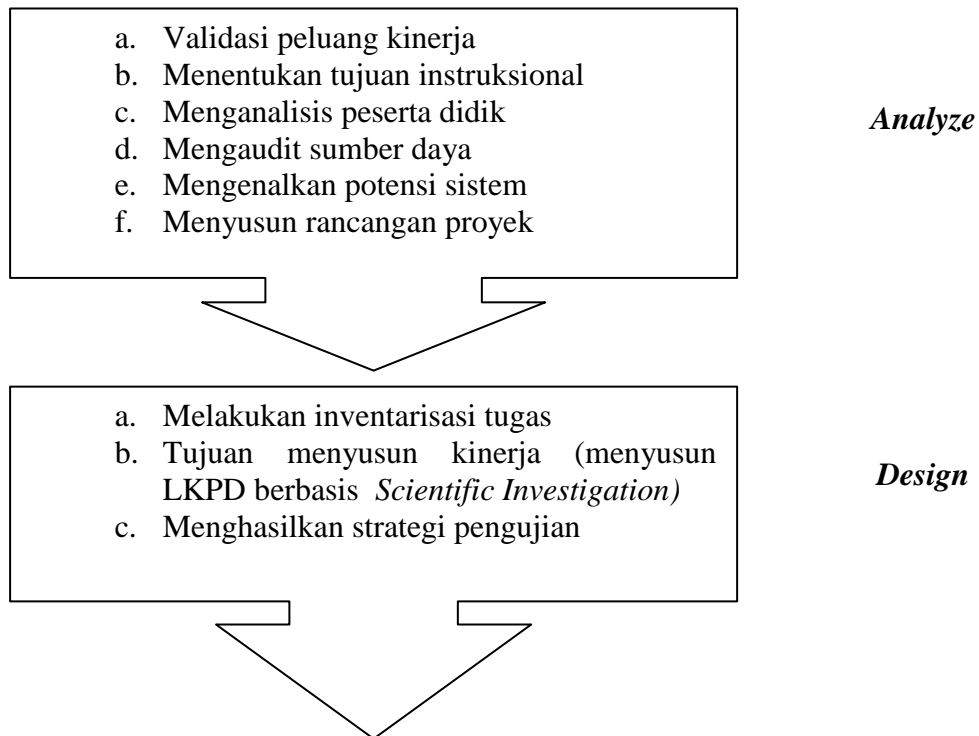 a. Validasi peluang kinerja
b. Menentukan tujuan instruksional
c. Menganalisis peserta didik
d. Mengaudit sumber daya
e. Mengenalkan potensi sistem
f. Menyusun rancangan proyek
Analyze
a. Melakukan inventarisasi tugas
b. Tujuan menyusun kinerja (menyusun
LKPD berbasis Scientific Investigation)
c. Menghasilkan strategi pengujian
Design